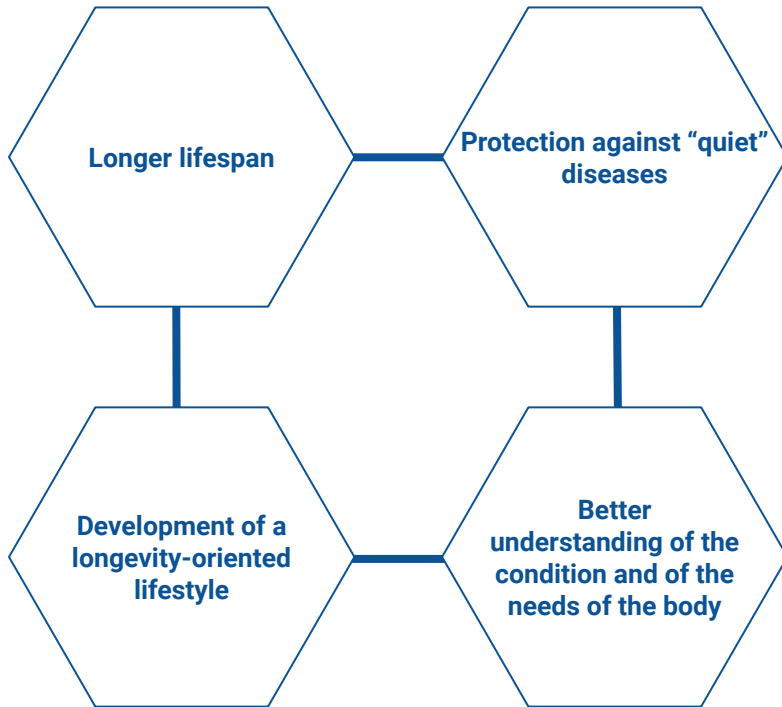 Longer lifespan
Protection against “quiet”
diseases
Development of a
longevity-oriented
lifestyle
Better
understanding of the
condition and of the
needs of the body